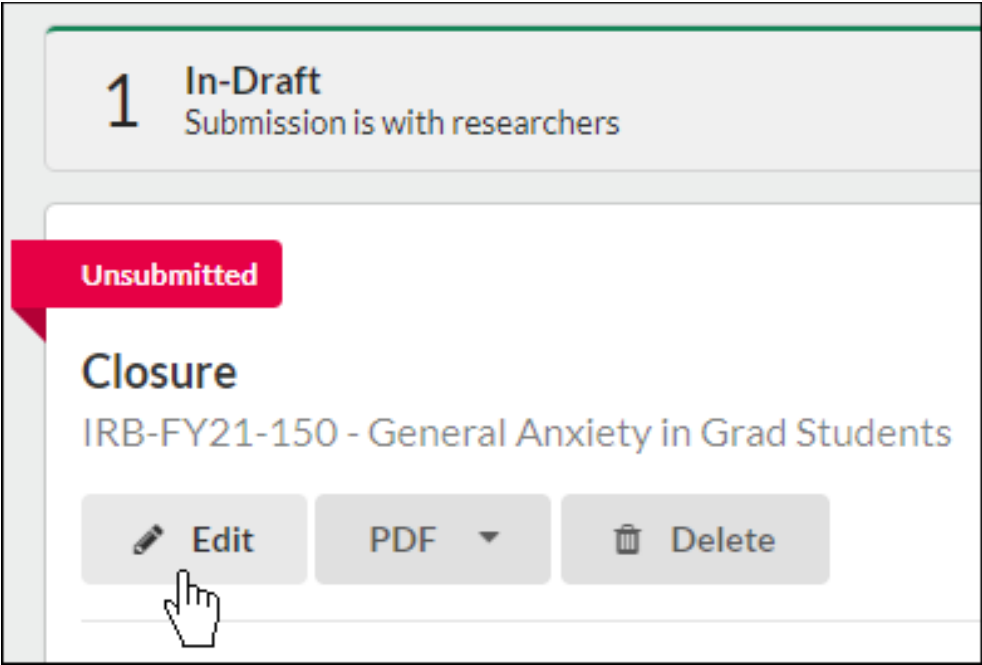 1
In-Draft
Submission is with researchers
Unsubmitted
Closure
IRB-FY21-150 - General Anxiety in Grad Students
Edit PDF Delete